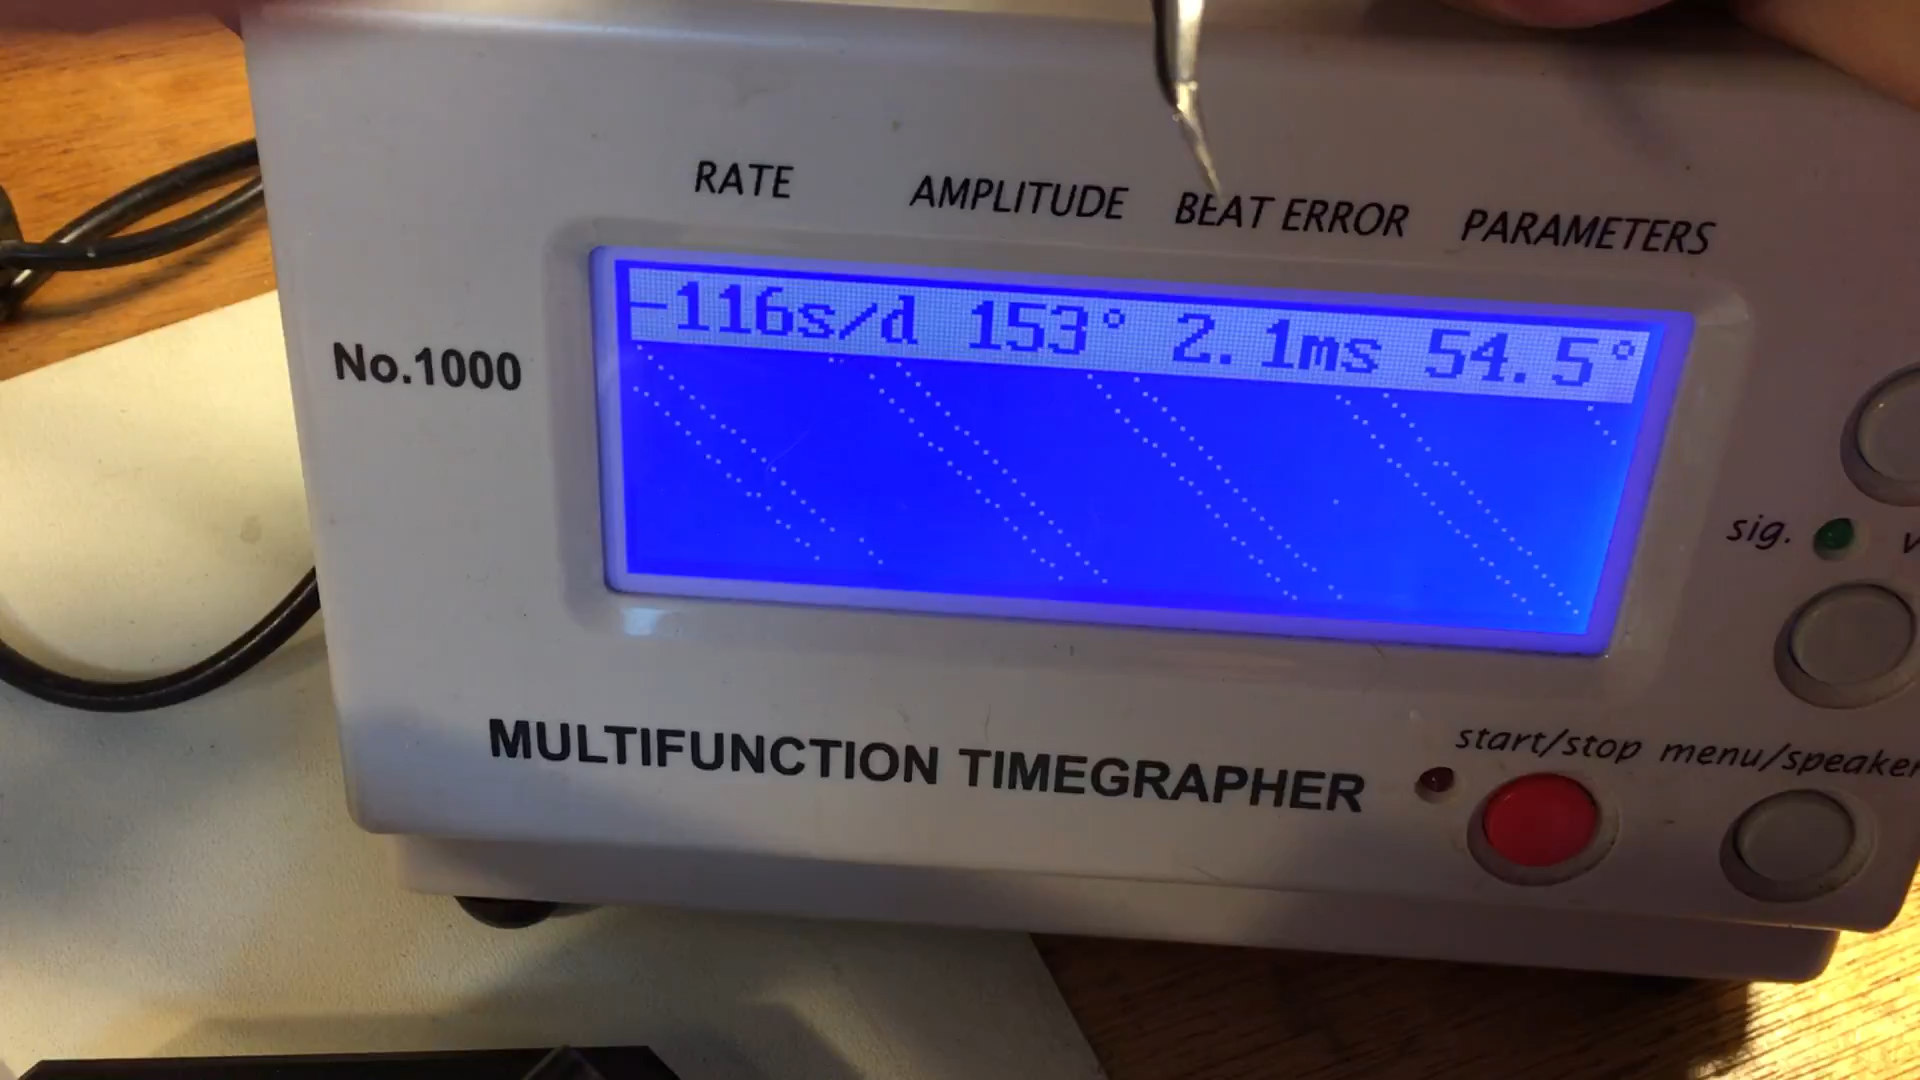 RATE AMPLITUDE BEAT ERROR PARAMETERS
-116s/d 153° 2.1ms 54.5°
No.1000
sig.
MULTIFUNCTION TIMEGRAPHER
start/stop menu/speaker